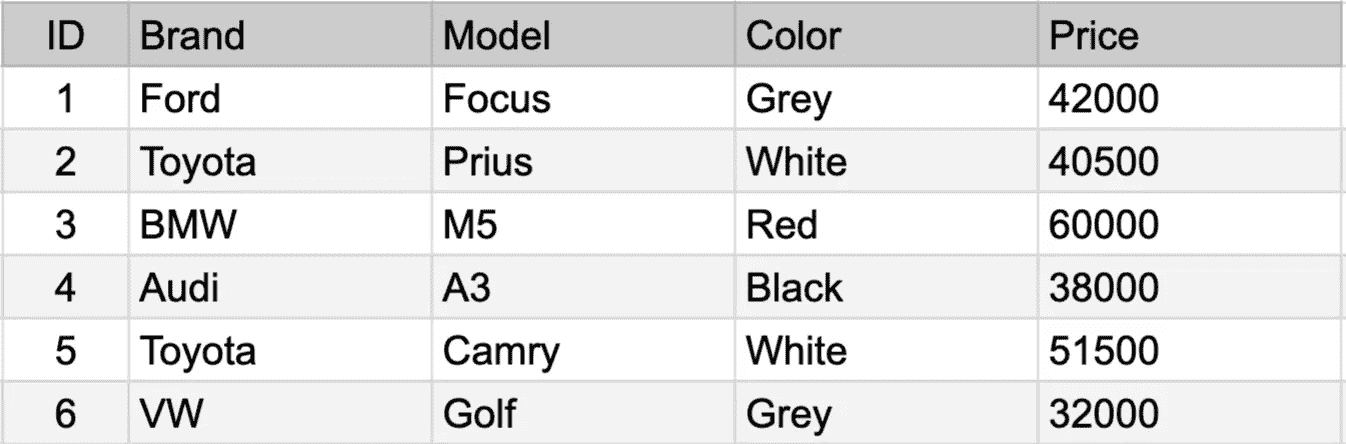 ID Brand Model Color Price
1 Ford Focus Grey 42000
2 Toyota Prius White 40500
3 BMW M5 Red 60000
4 Audi A3 Black 38000
5 Toyota Camry White 51500
6 VW Golf Grey 32000